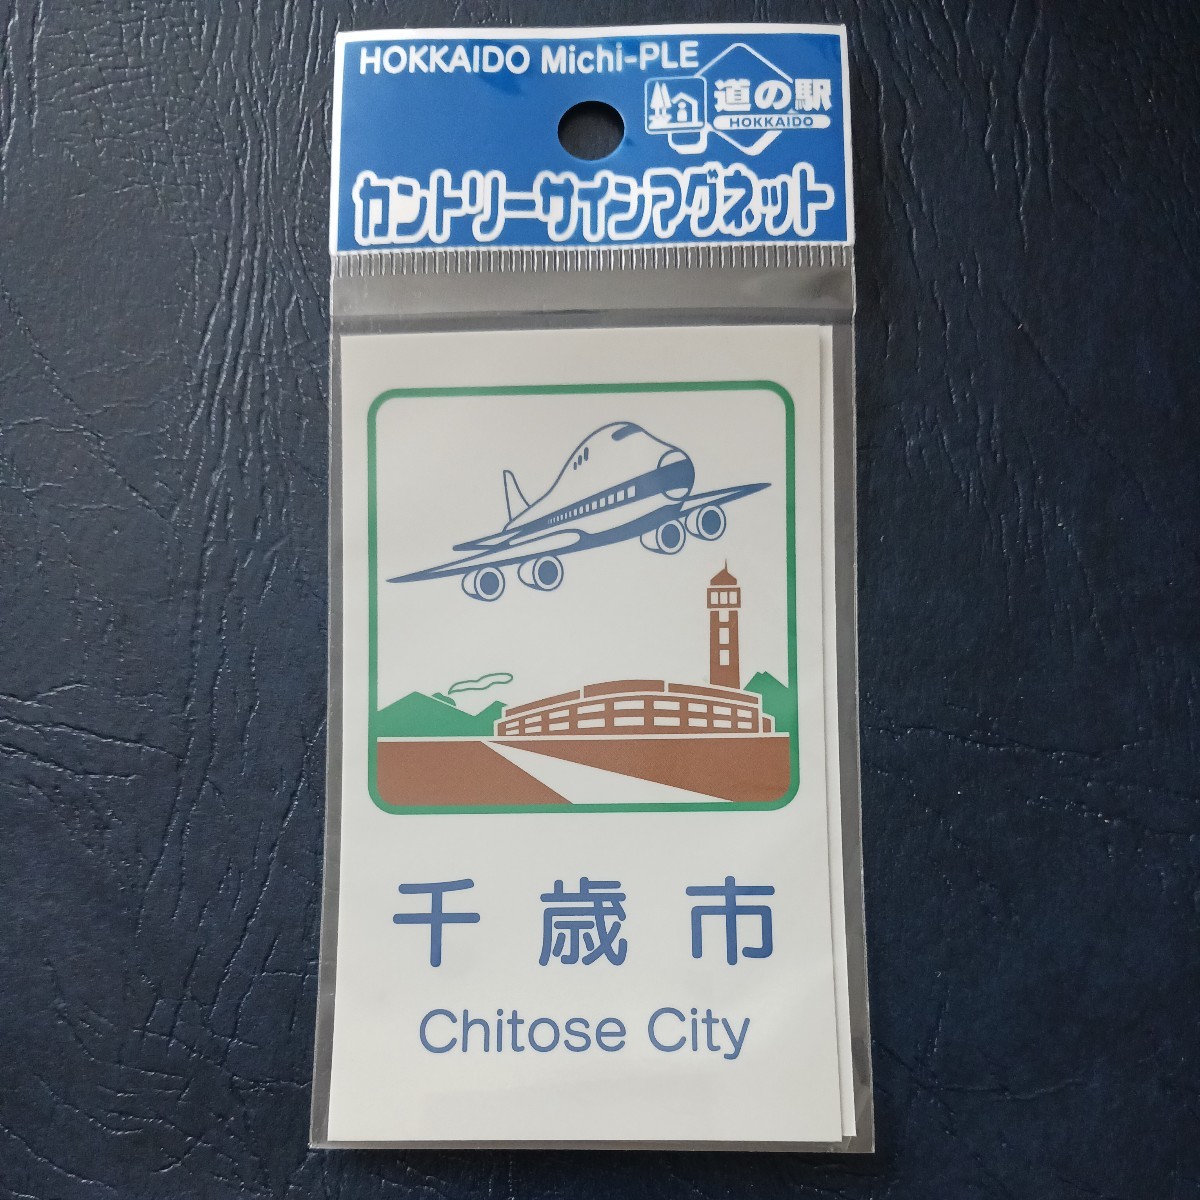 HOKKAIDO Michi-PLE
道の駅
HOKKAIDO
カントリーサインマグネット
千歳市
Chitose City